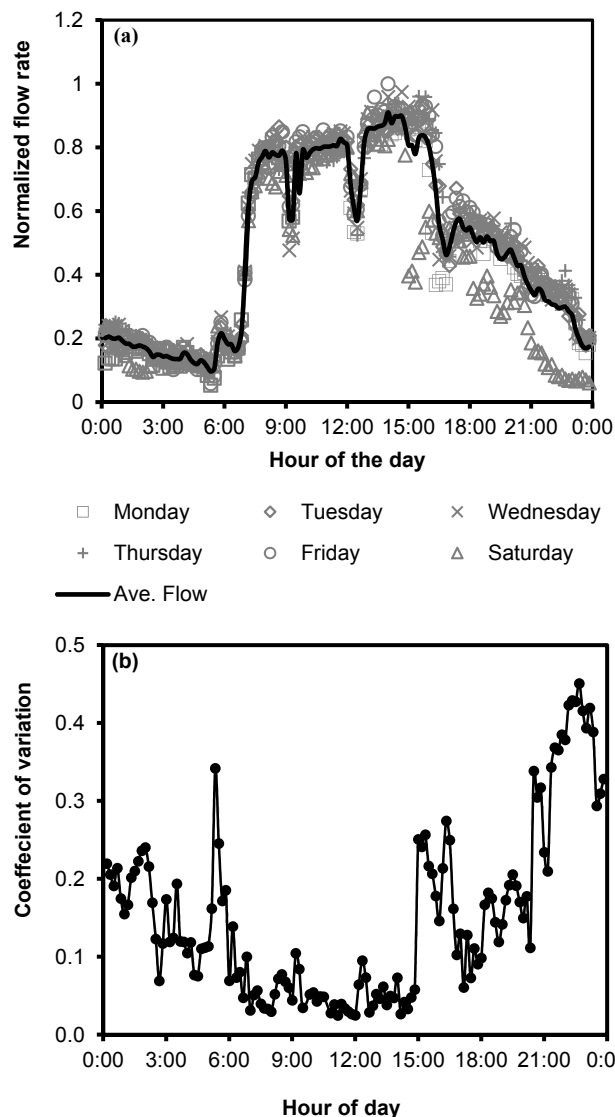 (a)
Normalized flow rate
1.2
1
0.8
0.6
0.4
0.2
0
0:00 3:00 6:00 9:00 12:00 15:00 18:00 21:00 0:00
Hour of the day
Monday Tuesday Wednesday
Thursday Friday Saturday
Ave. Flow
(b)
Coeffecient of variation
0.5
0.4
0.3
0.2
0.1
0.0
0:00 3:00 6:00 9:00 12:00 15:00 18:00 21:00 0:00
Hour of day